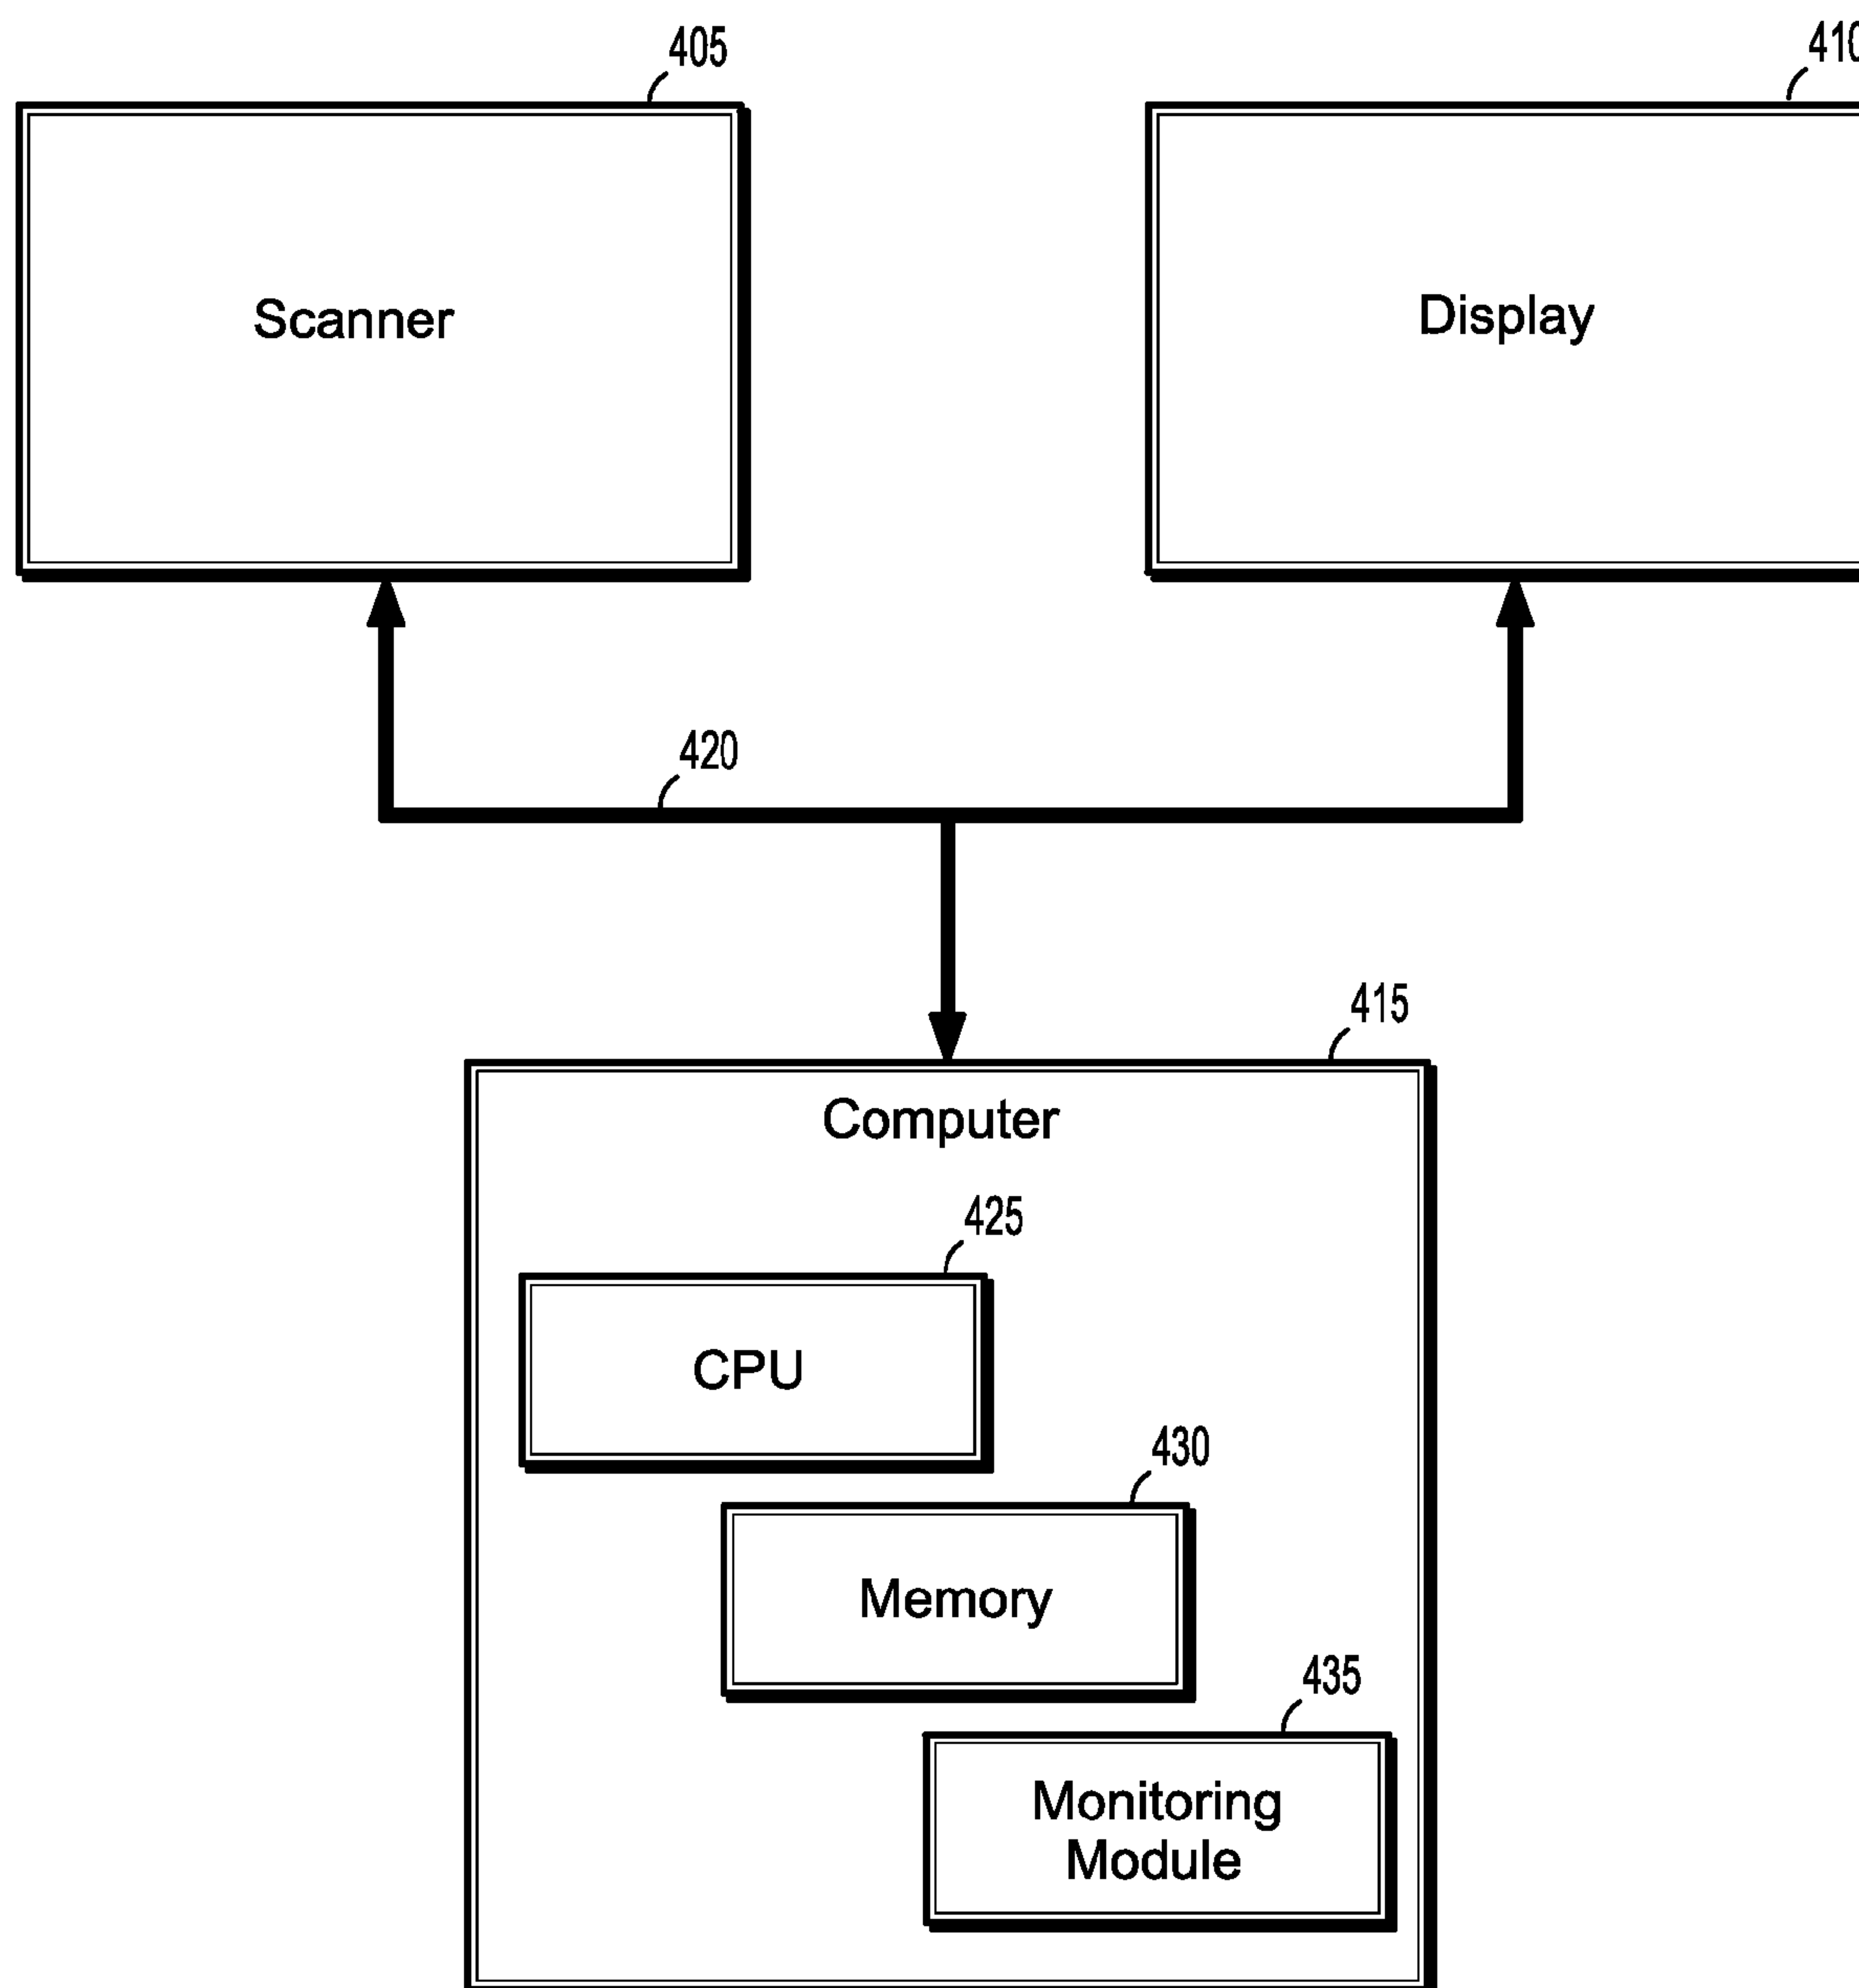 405
410
Scanner
Display
420
415
Computer
425
CPU
430
Memory
435
Monitoring
Module